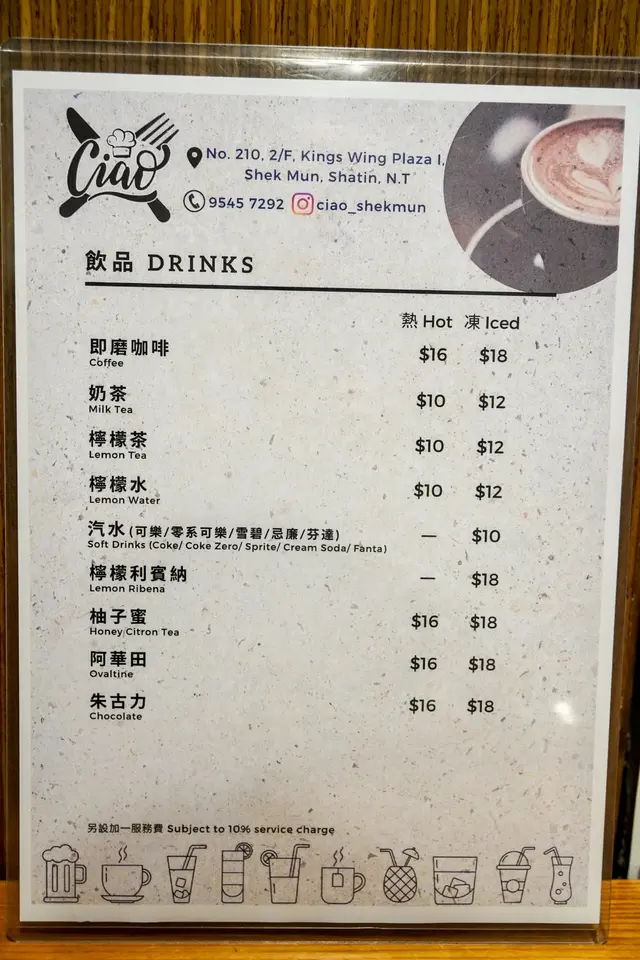 Ciao
No. 210, 2/F, Kings Wing Plaza I,
Shek Mun, Shatin, N.T
9545 7292 ciao_shekmun
飲品 DRINKS
熱 Hot 凍 Iced
即磨咖啡 $16 $18
Coffee
奶茶 $10 $12
Milk Tea
檸檬茶 $10 $12
Lemon Tea
檸檬水 $10 $12
Lemon Water
汽水 (可樂/零系可樂/雪碧/忌廉/芬達) — $10
Soft Drinks (Coke/ Coke Zero/ Sprite/ Cream Soda/ Fanta)
檸檬利賓納 — $18
Lemon Ribena
柚子蜜 $16 $18
Honey Citron Tea
阿華田 $16 $18
Ovaltine
朱古力 $16 $18
Chocolate
另設加一服務費 Subject to 10% service charge